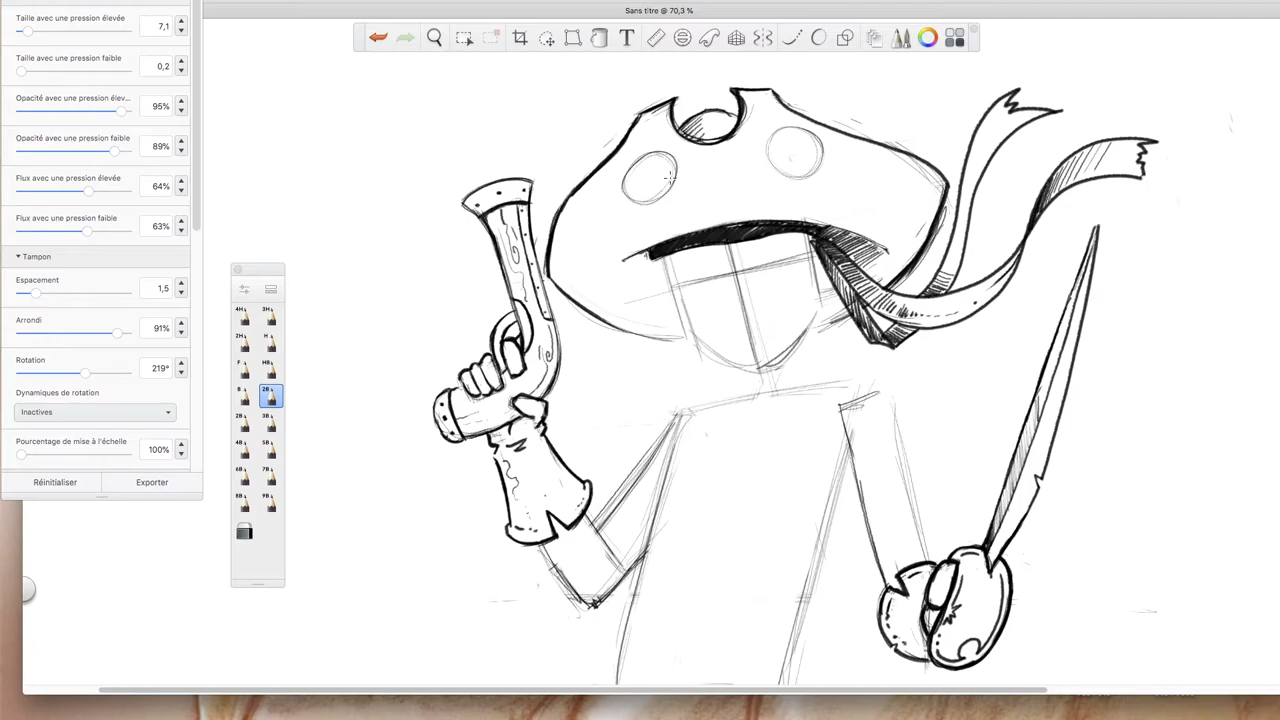 Sans titre @ 70,3 %
Taille avec une pression élevée
7,1
Taille avec une pression faible
0,2
Opacité avec une pression élev...
95%
Opacité avec une pression faible
89%
Flux avec une pression élevée
64%
Flux avec une pression faible
63%
Tampon
Espacement
1,5
Arrondi
91%
Rotation
219°
Dynamiques de rotation
Inactives
Pourcentage de mise à l'échelle
100%
Réinitialiser Exporter
4H 3H
2H H
F HB
B 2B
2B 3B
4B 5B
6B 7B
8B 9B
T